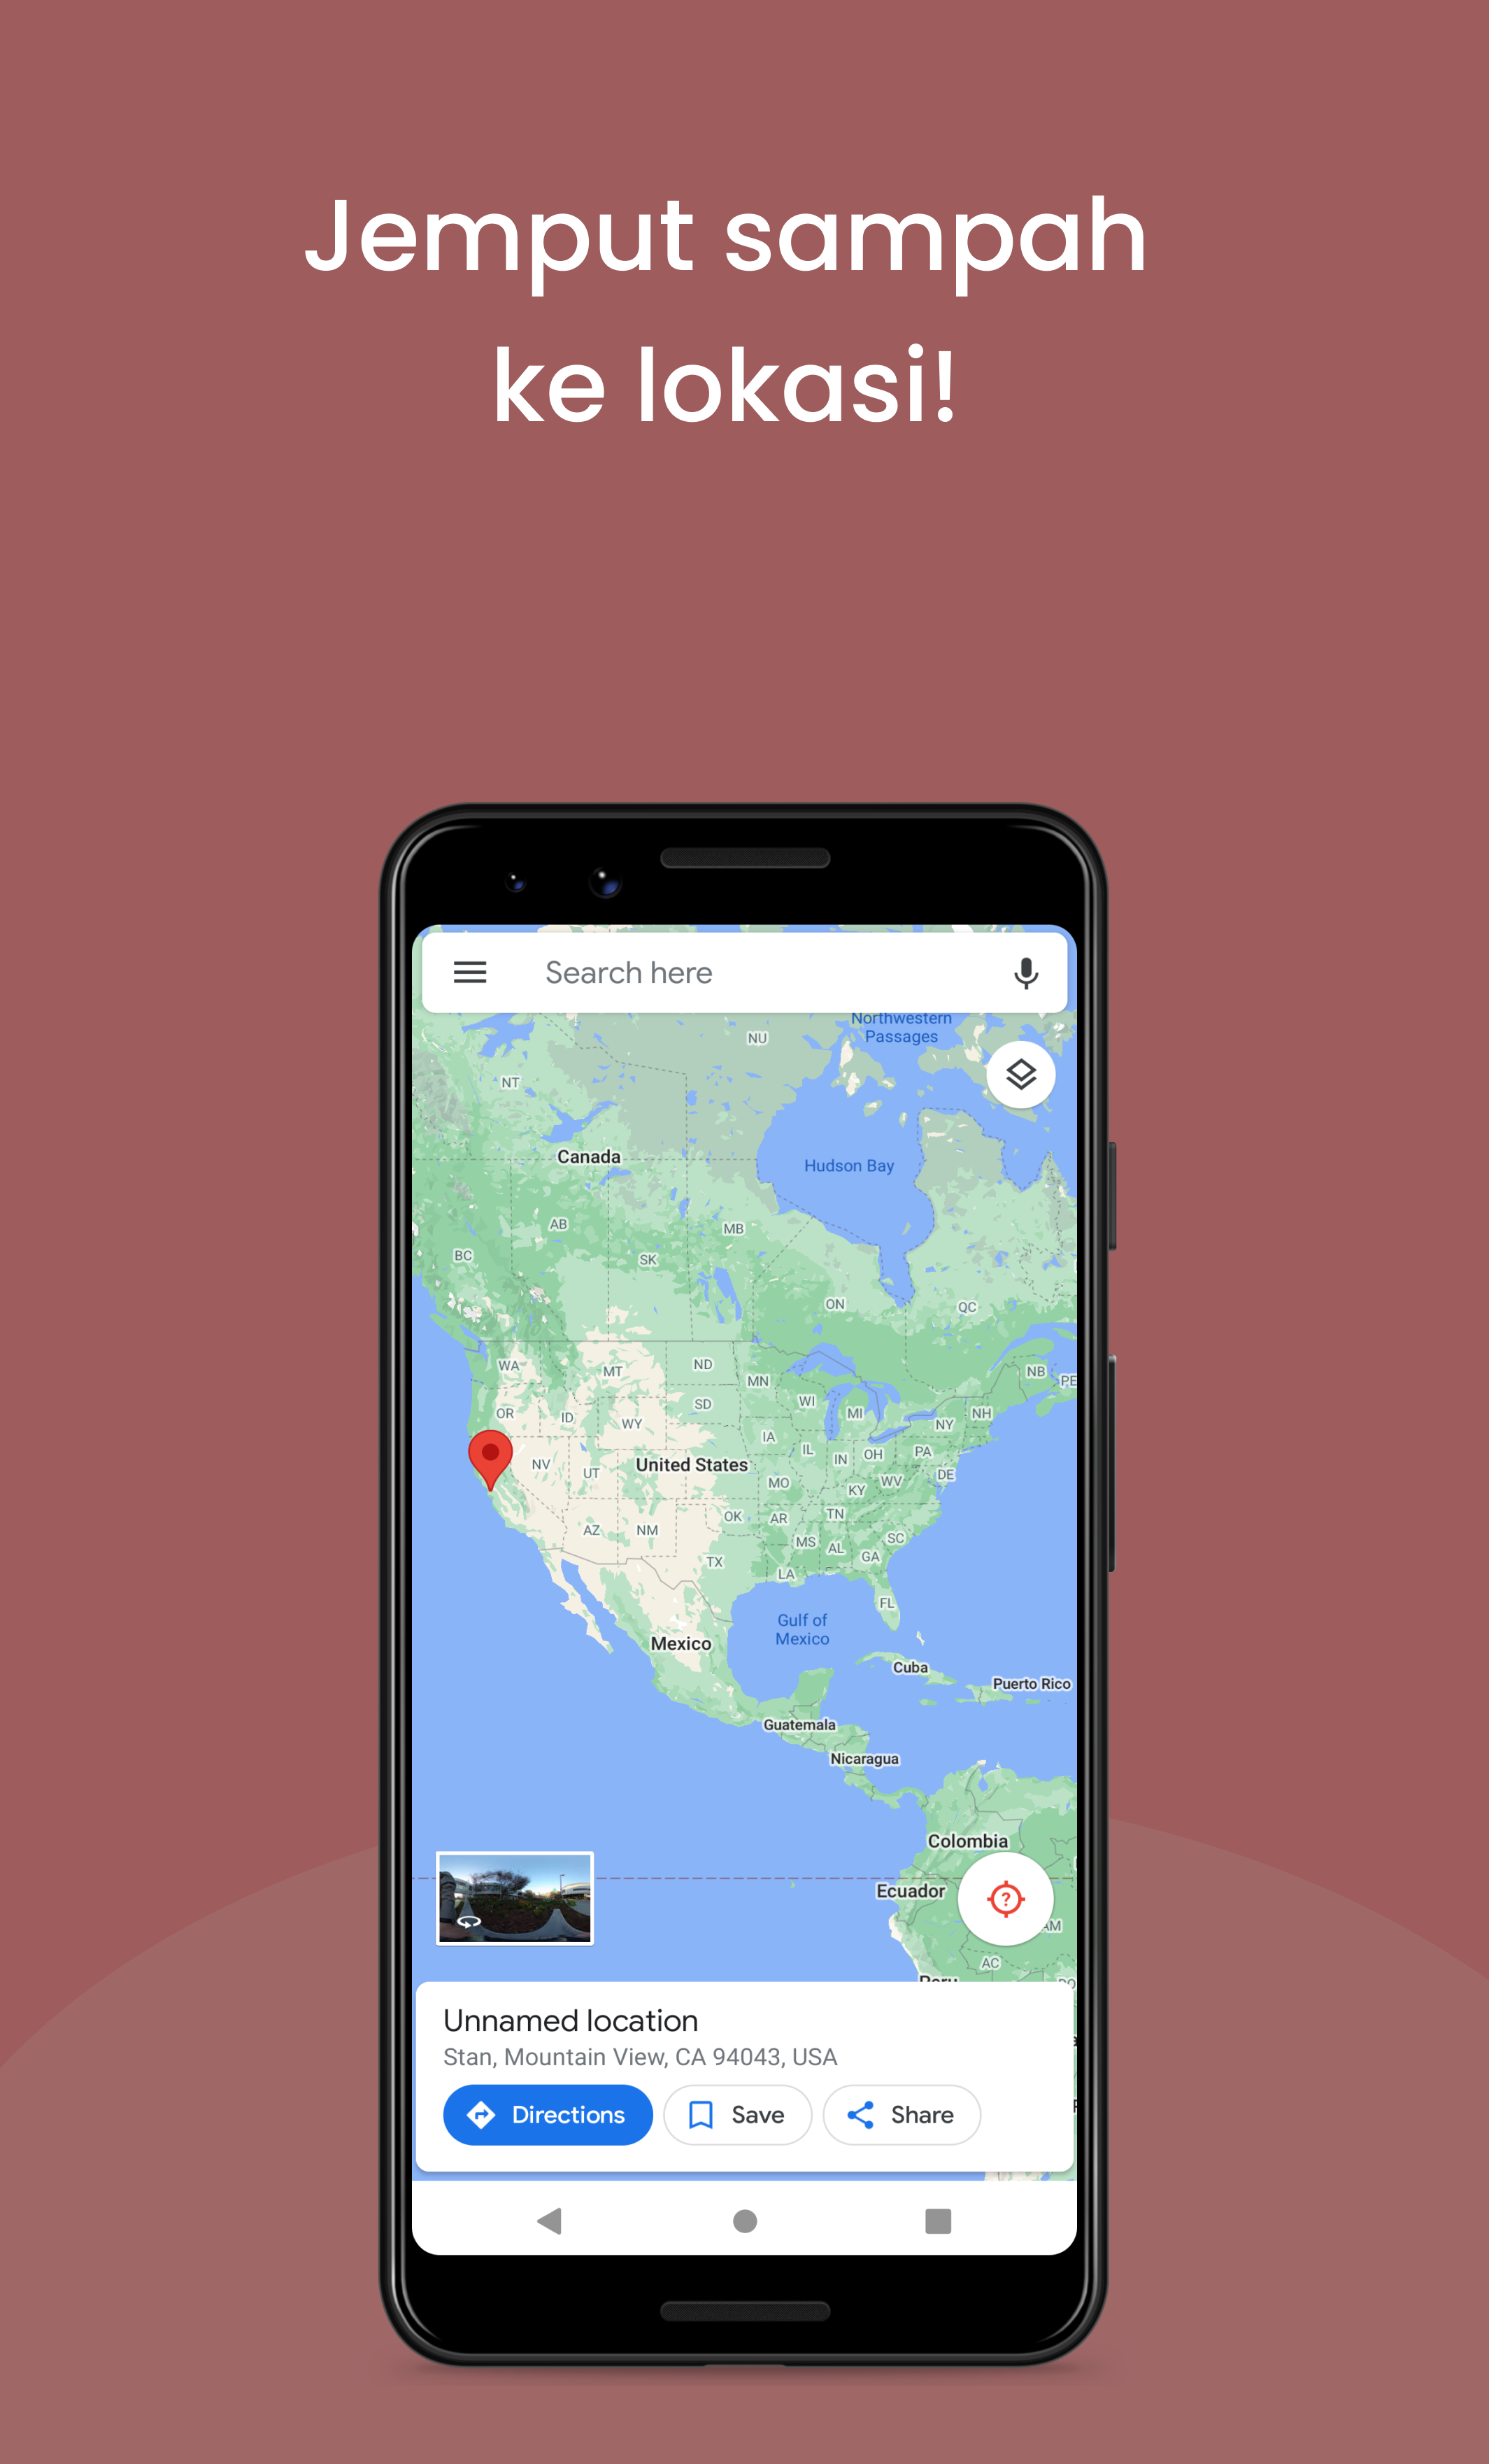 Jemput sampah
ke lokasi!
Search here
Northwestern
Passages
NU
NT
Canada
Hudson Bay
AB
MB
BC
SK
ON
QC
WA
MT
ND
MN
NB
PE
OR
ID
WY
SD
WI
MI
NY
NH
IA
IL
IN
OH
PA
NV
UT
United States
MO
KY
WV
DE
AZ
NM
OK
AR
TN
SC
MS
AL
GA
TX
LA
FL
Gulf of
Mexico
Mexico
Cuba
Puerto Rico
Guatemala
Nicaragua
Colombia
Ecuador
?
AM
AC
Peru
Unnamed location
Stan, Mountain View, CA 94043, USA
Directions
Save
Share